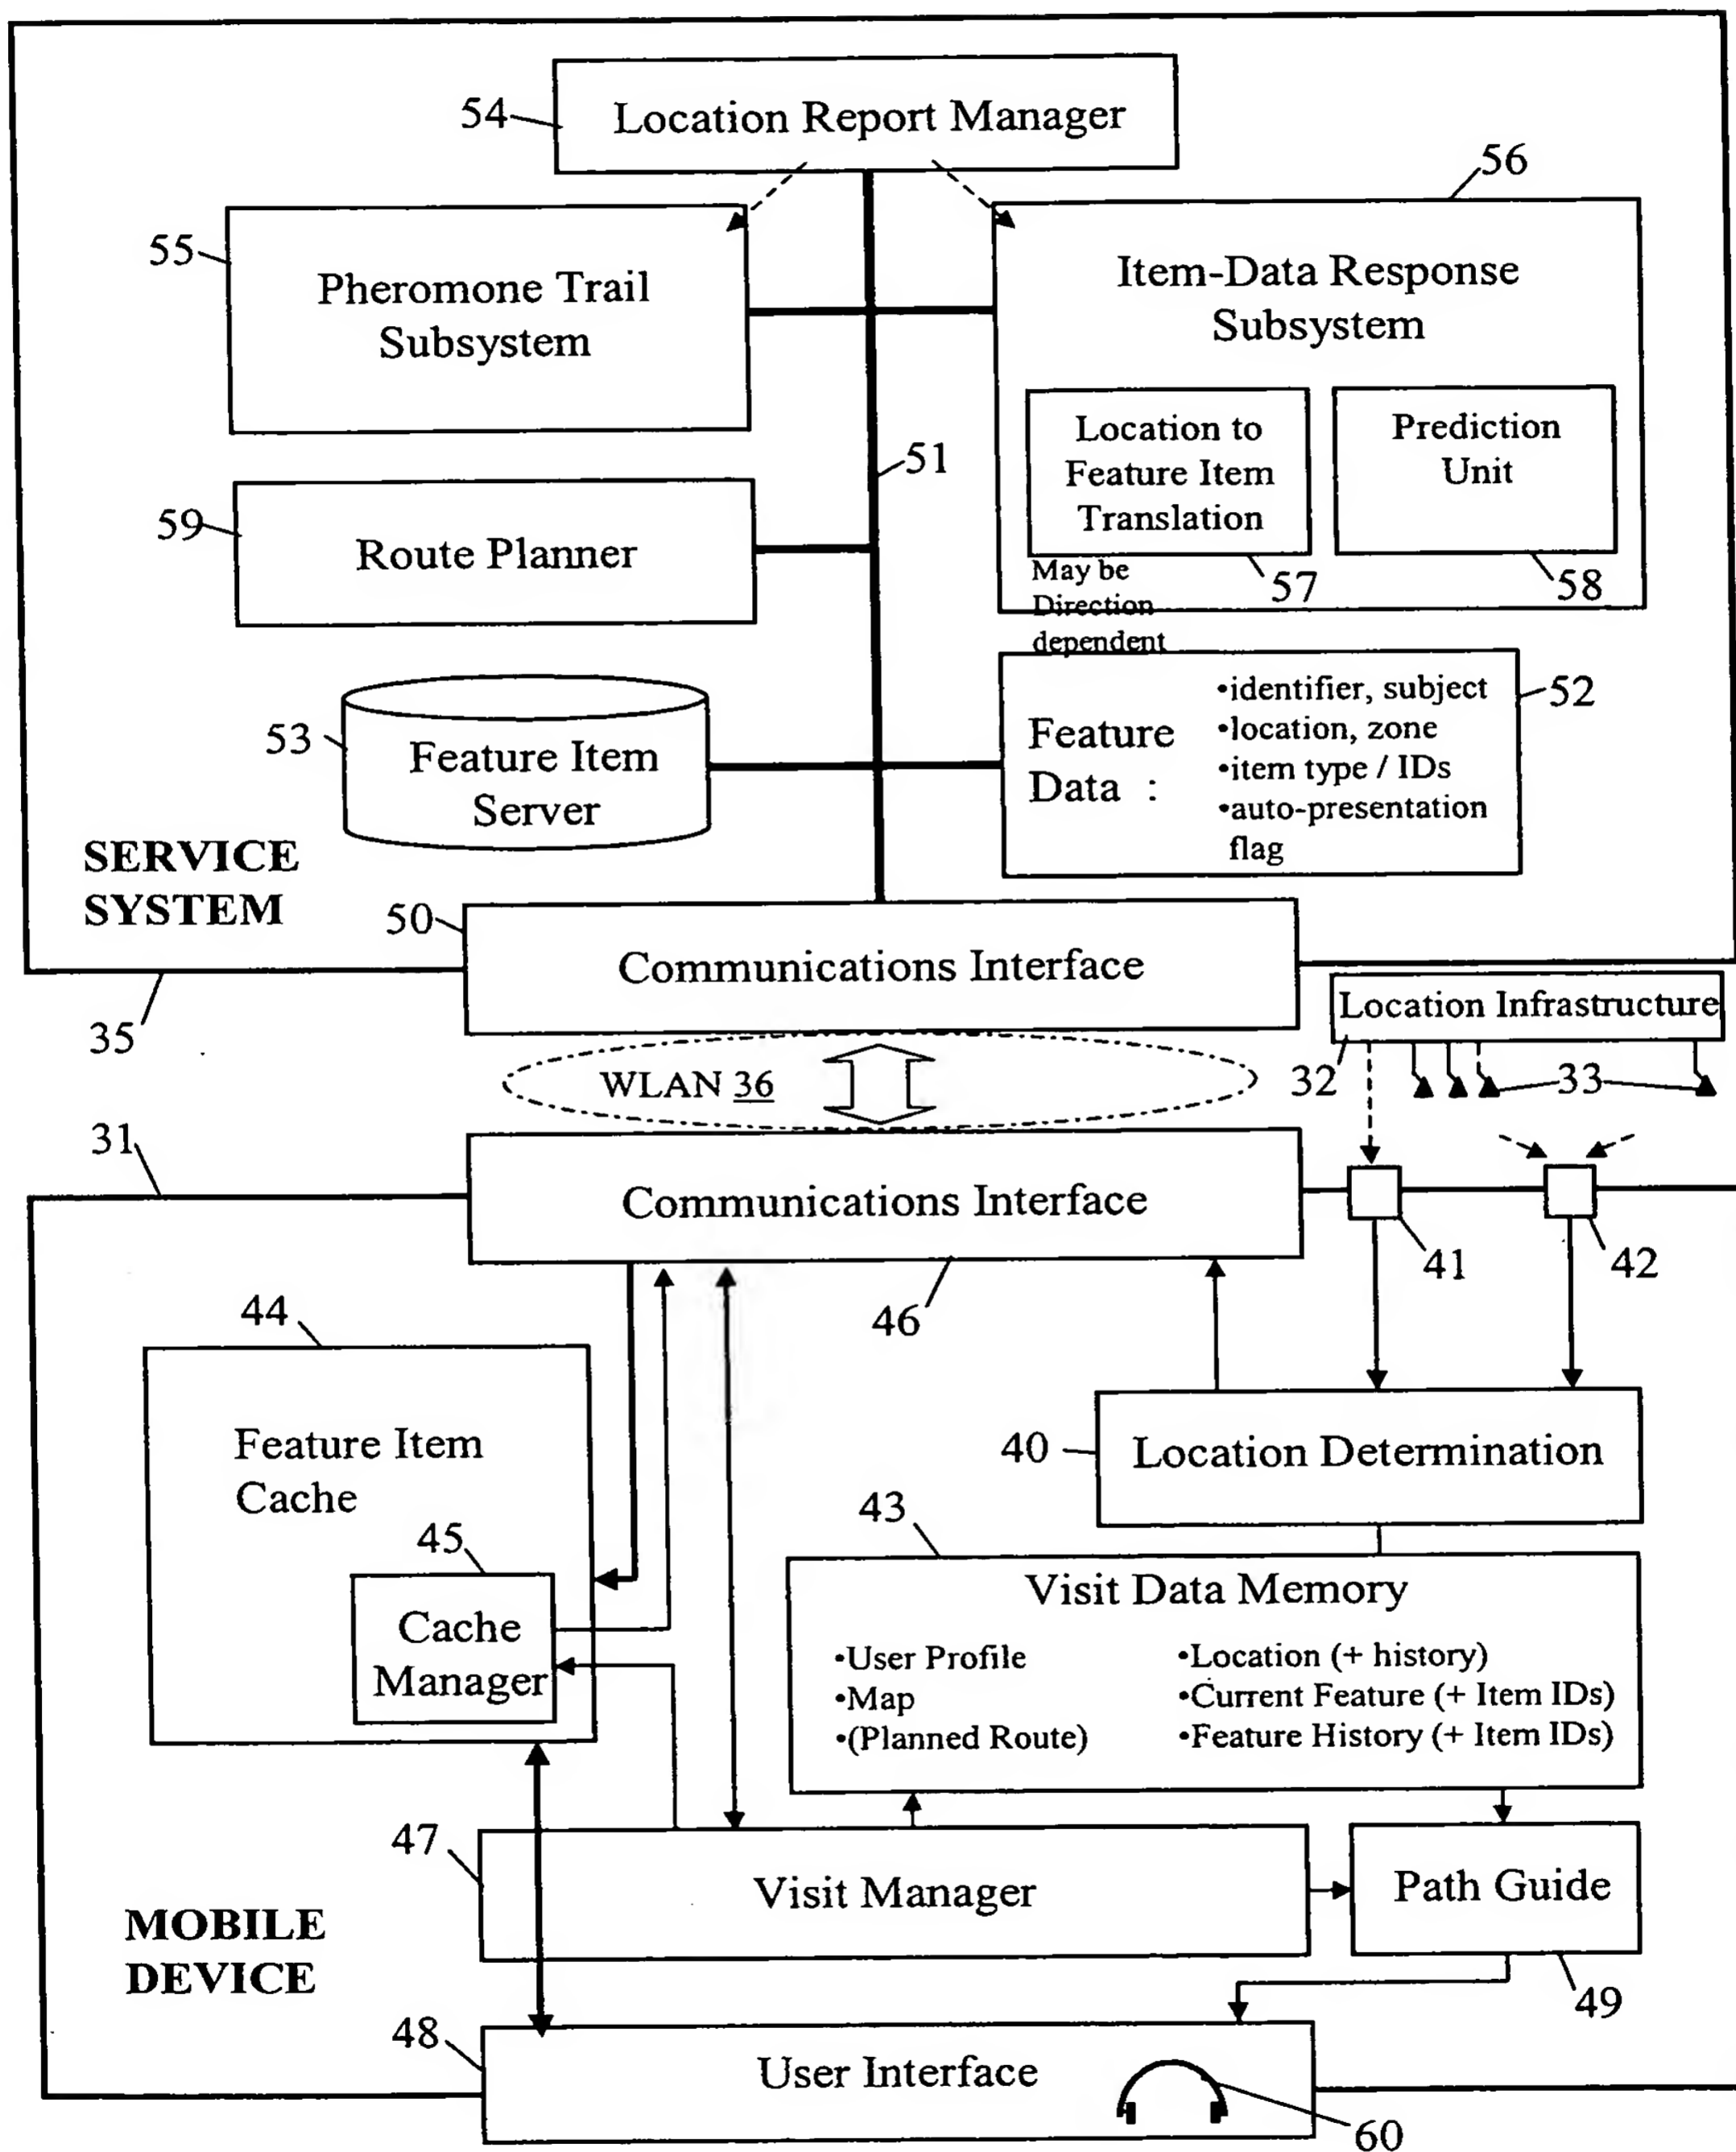 54
Location Report Manager
56
55
Pheromone Trail
Subsystem
Item-Data Response
Subsystem
Location to
Feature Item
Translation
Prediction
Unit
51
59
Route Planner
May be
Direction
dependent
57
58
53
Feature Item
Server
Feature
Data :
•identifier, subject
•location, zone
•item type / IDs
•auto-presentation
flag
52
SERVICE
SYSTEM
50
Communications Interface
35
Location Infrastructure
32
33
WLAN 36
31
Communications Interface
41
42
46
44
Feature Item
Cache
40
Location Determination
45
Cache
Manager
43
Visit Data Memory
•User Profile
•Map
•(Planned Route)
•Location (+ history)
•Current Feature (+ Item IDs)
•Feature History (+ Item IDs)
47
Visit Manager
Path Guide
MOBILE
DEVICE
49
48
User Interface
60